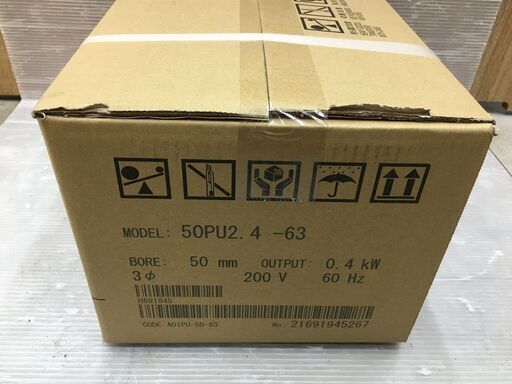 MODEL: 50PU2.4 -63
BORE: 50 mm OUTPUT: 0.4 kW
3φ 200 V 60 Hz
H691945
CODE: A01PU-5D-63 No. 21691945267